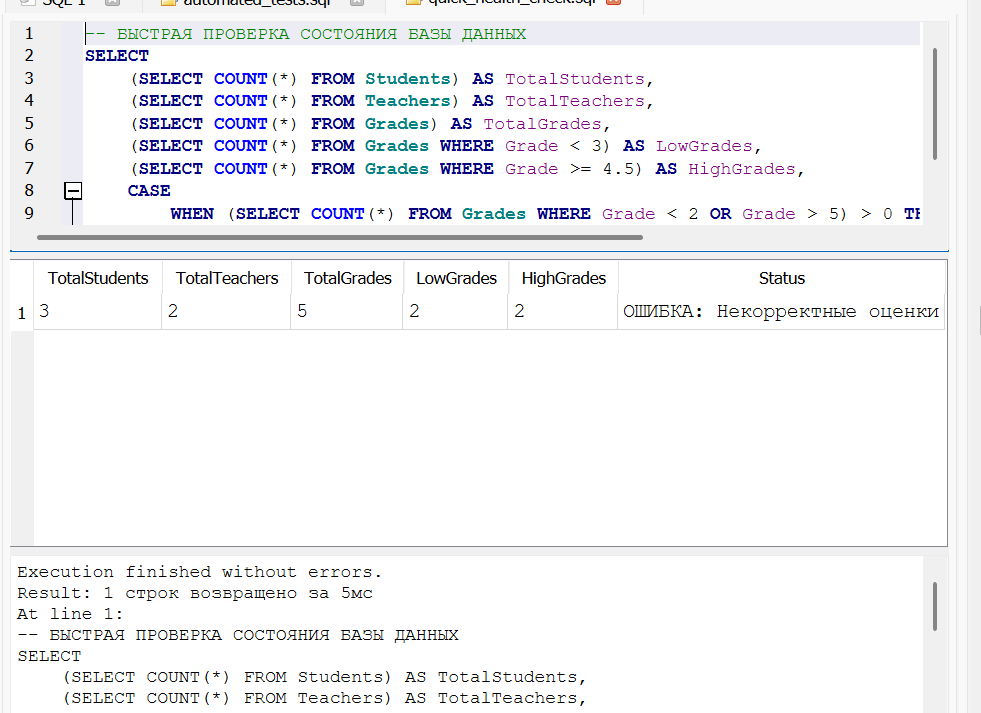 SQL 1 automated_tests.sql quick_health_check.sql
1 -- БЫСТРАЯ ПРОВЕРКА СОСТОЯНИЯ БАЗЫ ДАННЫХ
2 SELECT
3 (SELECT COUNT(*) FROM Students) AS TotalStudents,
4 (SELECT COUNT(*) FROM Teachers) AS TotalTeachers,
5 (SELECT COUNT(*) FROM Grades) AS TotalGrades,
6 (SELECT COUNT(*) FROM Grades WHERE Grade < 3) AS LowGrades,
7 (SELECT COUNT(*) FROM Grades WHERE Grade >= 4.5) AS HighGrades,
8 CASE
9 WHEN (SELECT COUNT(*) FROM Grades WHERE Grade < 2 OR Grade > 5) > 0
TotalStudents TotalTeachers TotalGrades LowGrades HighGrades Status
1 3 2 5 2 2 ОШИБКА: Некорректные оценки
Execution finished without errors.
Result: 1 строк возвращено за 5мс
At line 1:
-- БЫСТРАЯ ПРОВЕРКА СОСТОЯНИЯ БАЗЫ ДАННЫХ
SELECT
(SELECT COUNT(*) FROM Students) AS TotalStudents,
(SELECT COUNT(*) FROM Teachers) AS TotalTeachers,